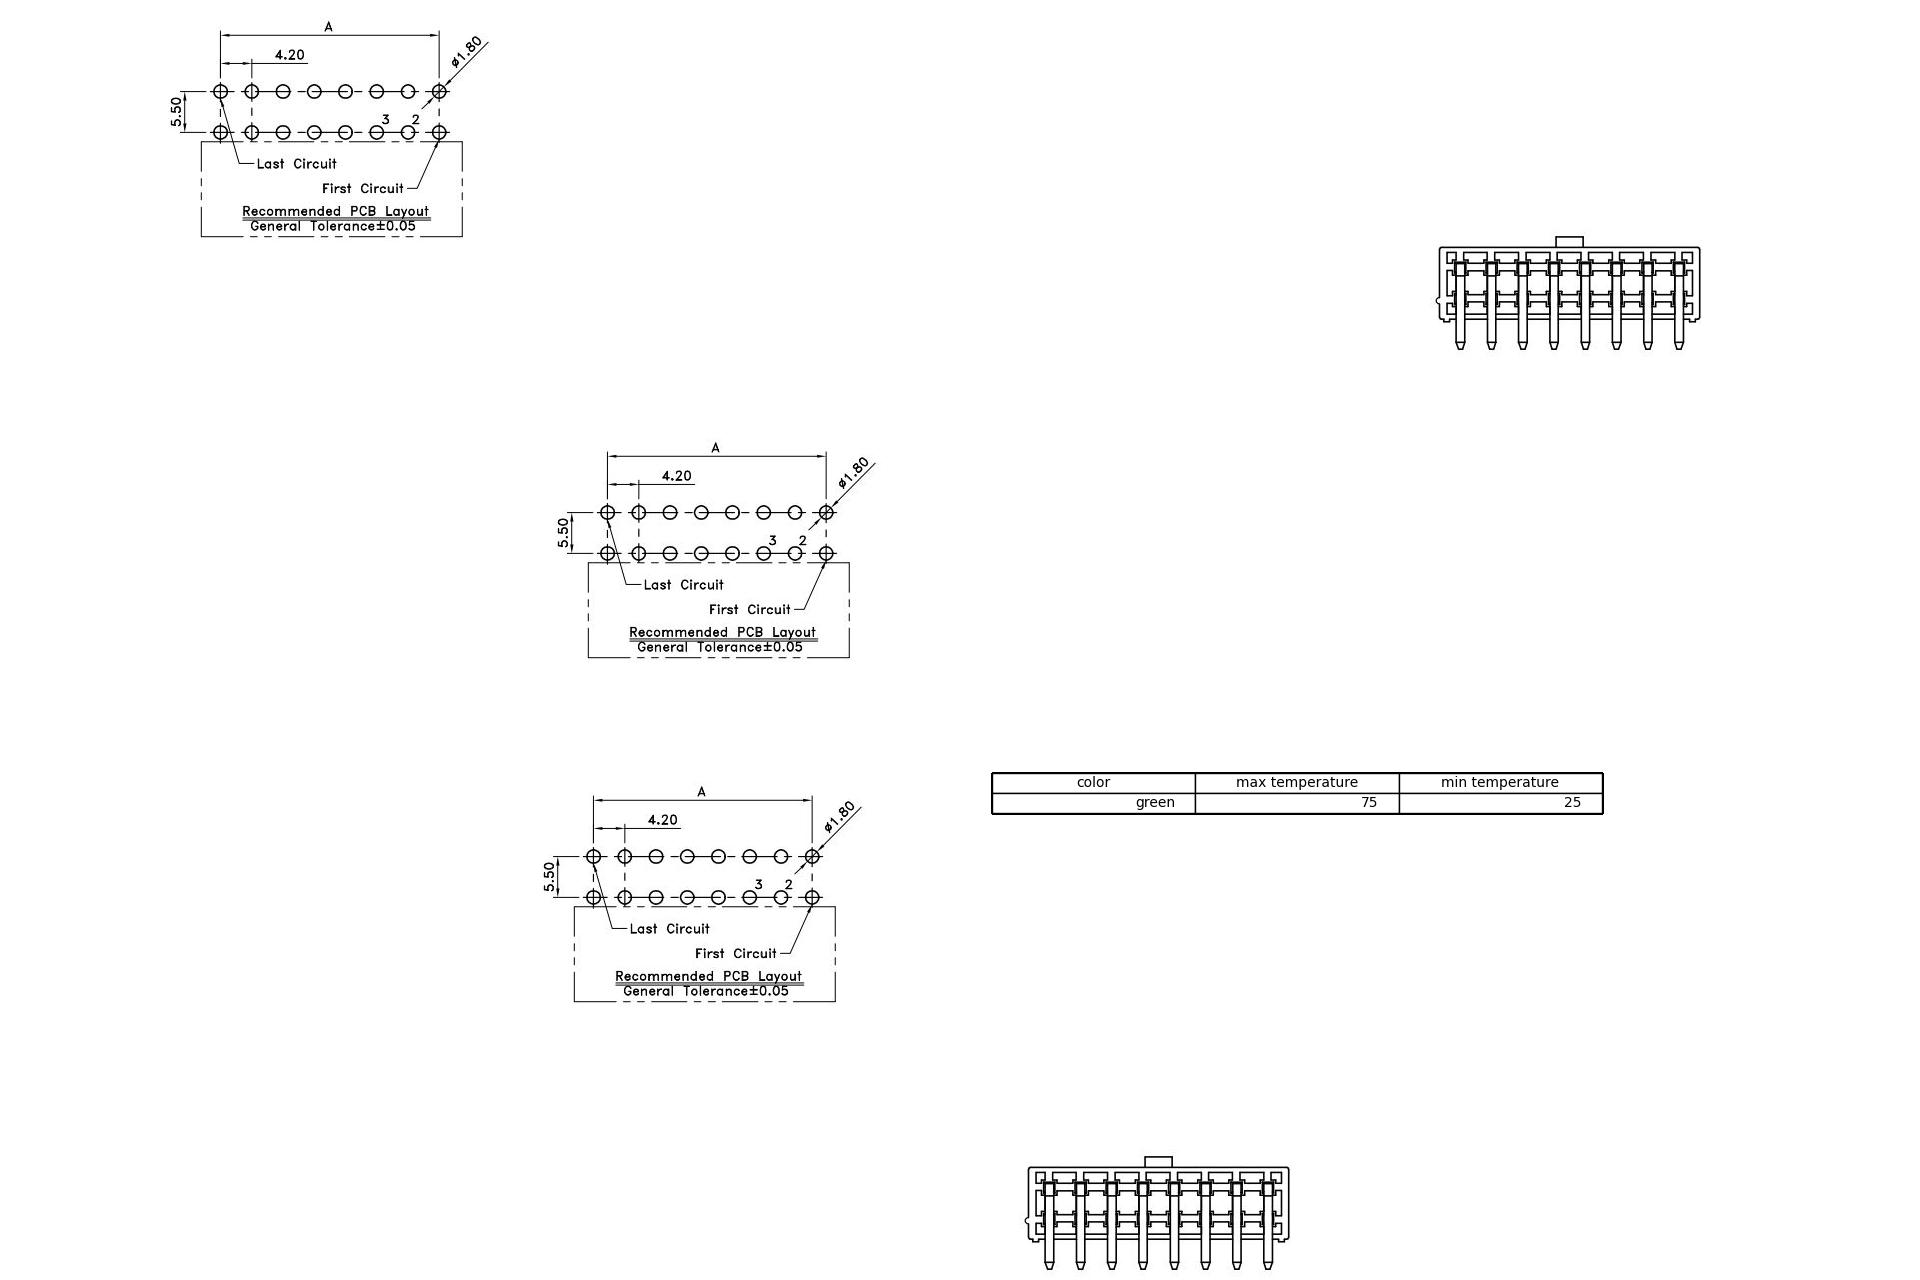 A
4.20
ø1.80
5.50
3 2
Last Circuit
First Circuit
Recommended PCB Layout
General Tolerance±0.05
A
4.20
ø1.80
5.50
3 2
Last Circuit
First Circuit
Recommended PCB Layout
General Tolerance±0.05
color max temperature min temperature
green 75 25
A
4.20
ø1.80
5.50
3 2
Last Circuit
First Circuit
Recommended PCB Layout
General Tolerance±0.05